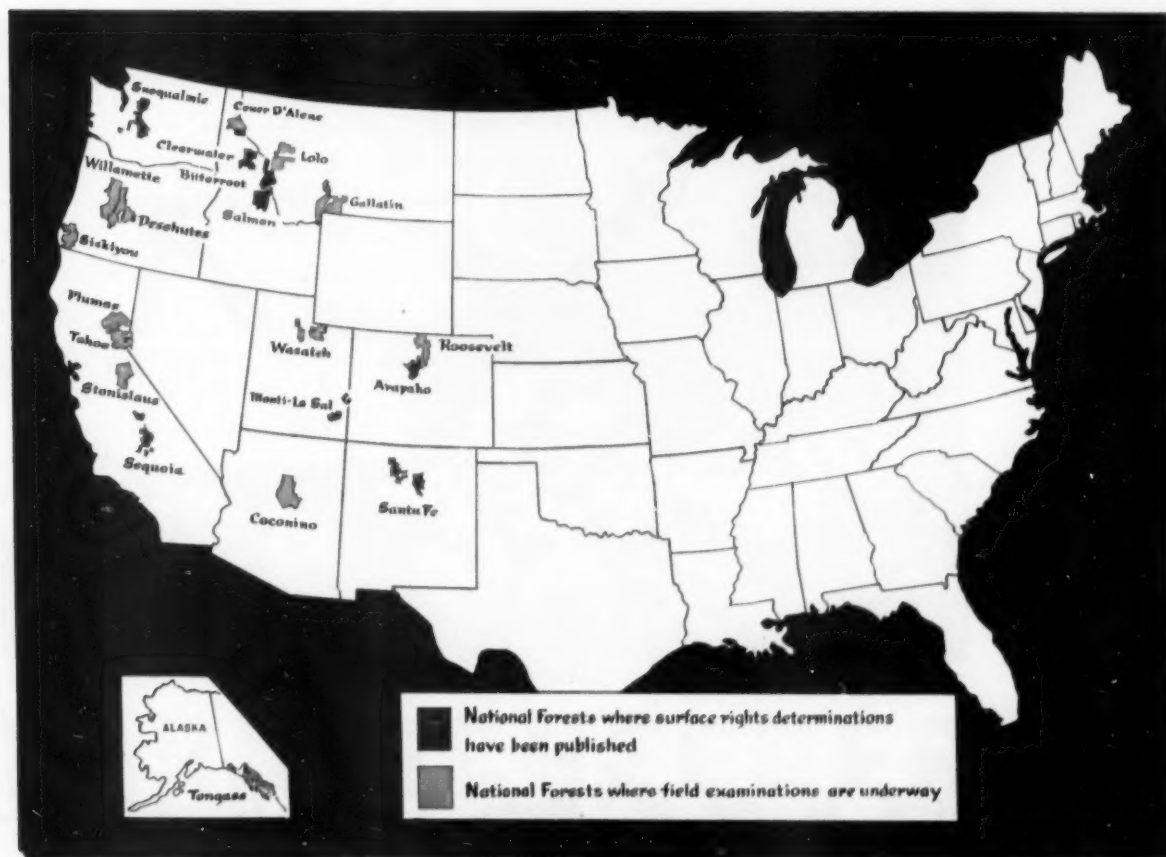 Snoqualmie
Coeur D'Alene
Clearwater
Lolo
Bitterroot
Willamette
Salmon
Gallatin
Deschutes
Siskiyou
Plumas
Tahoe
Wasatch
Roosevelt
Arapaho
Stanislaus
Manti-La Sal
Sequoia
Coconino
Santa Fe
ALASKA
Tongass
National Forests where surface rights determinations
have been published
National Forests where field examinations are underway